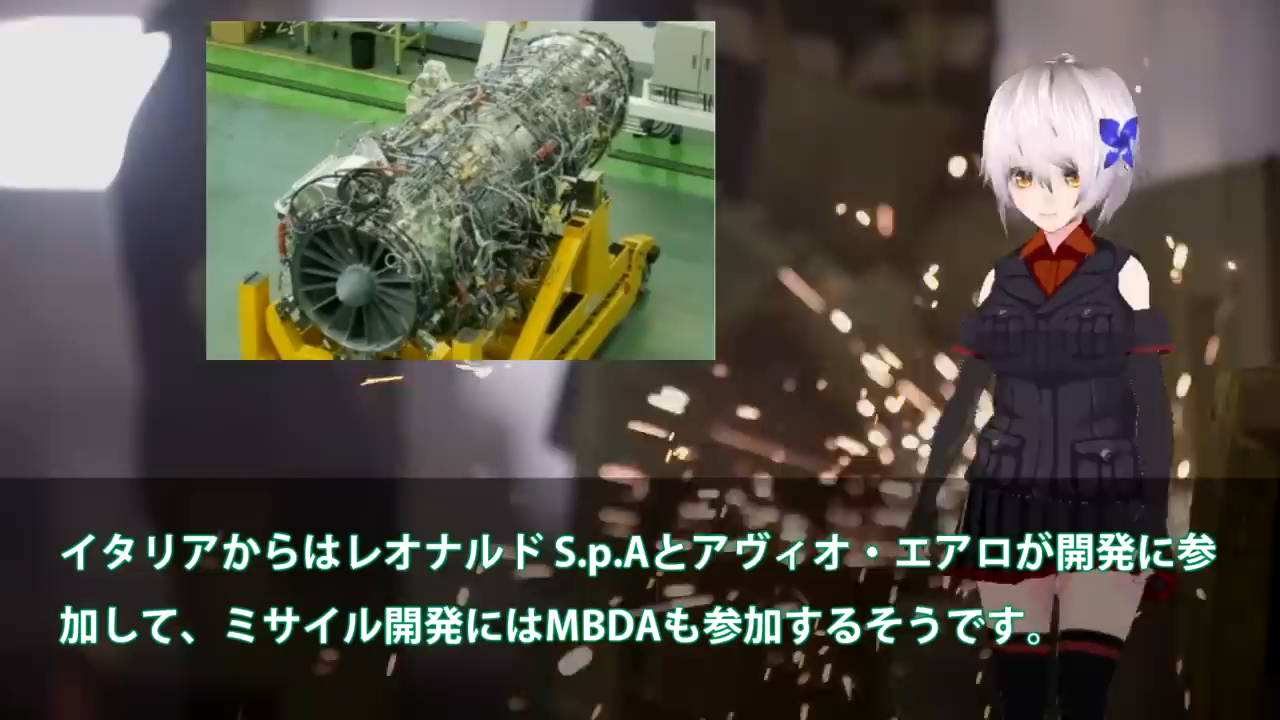 イタリアからはレオナルド S.p.Aとアヴィオ・エアロが開発に参
加して、ミサイル開発にはMBDAも参加するそうです。